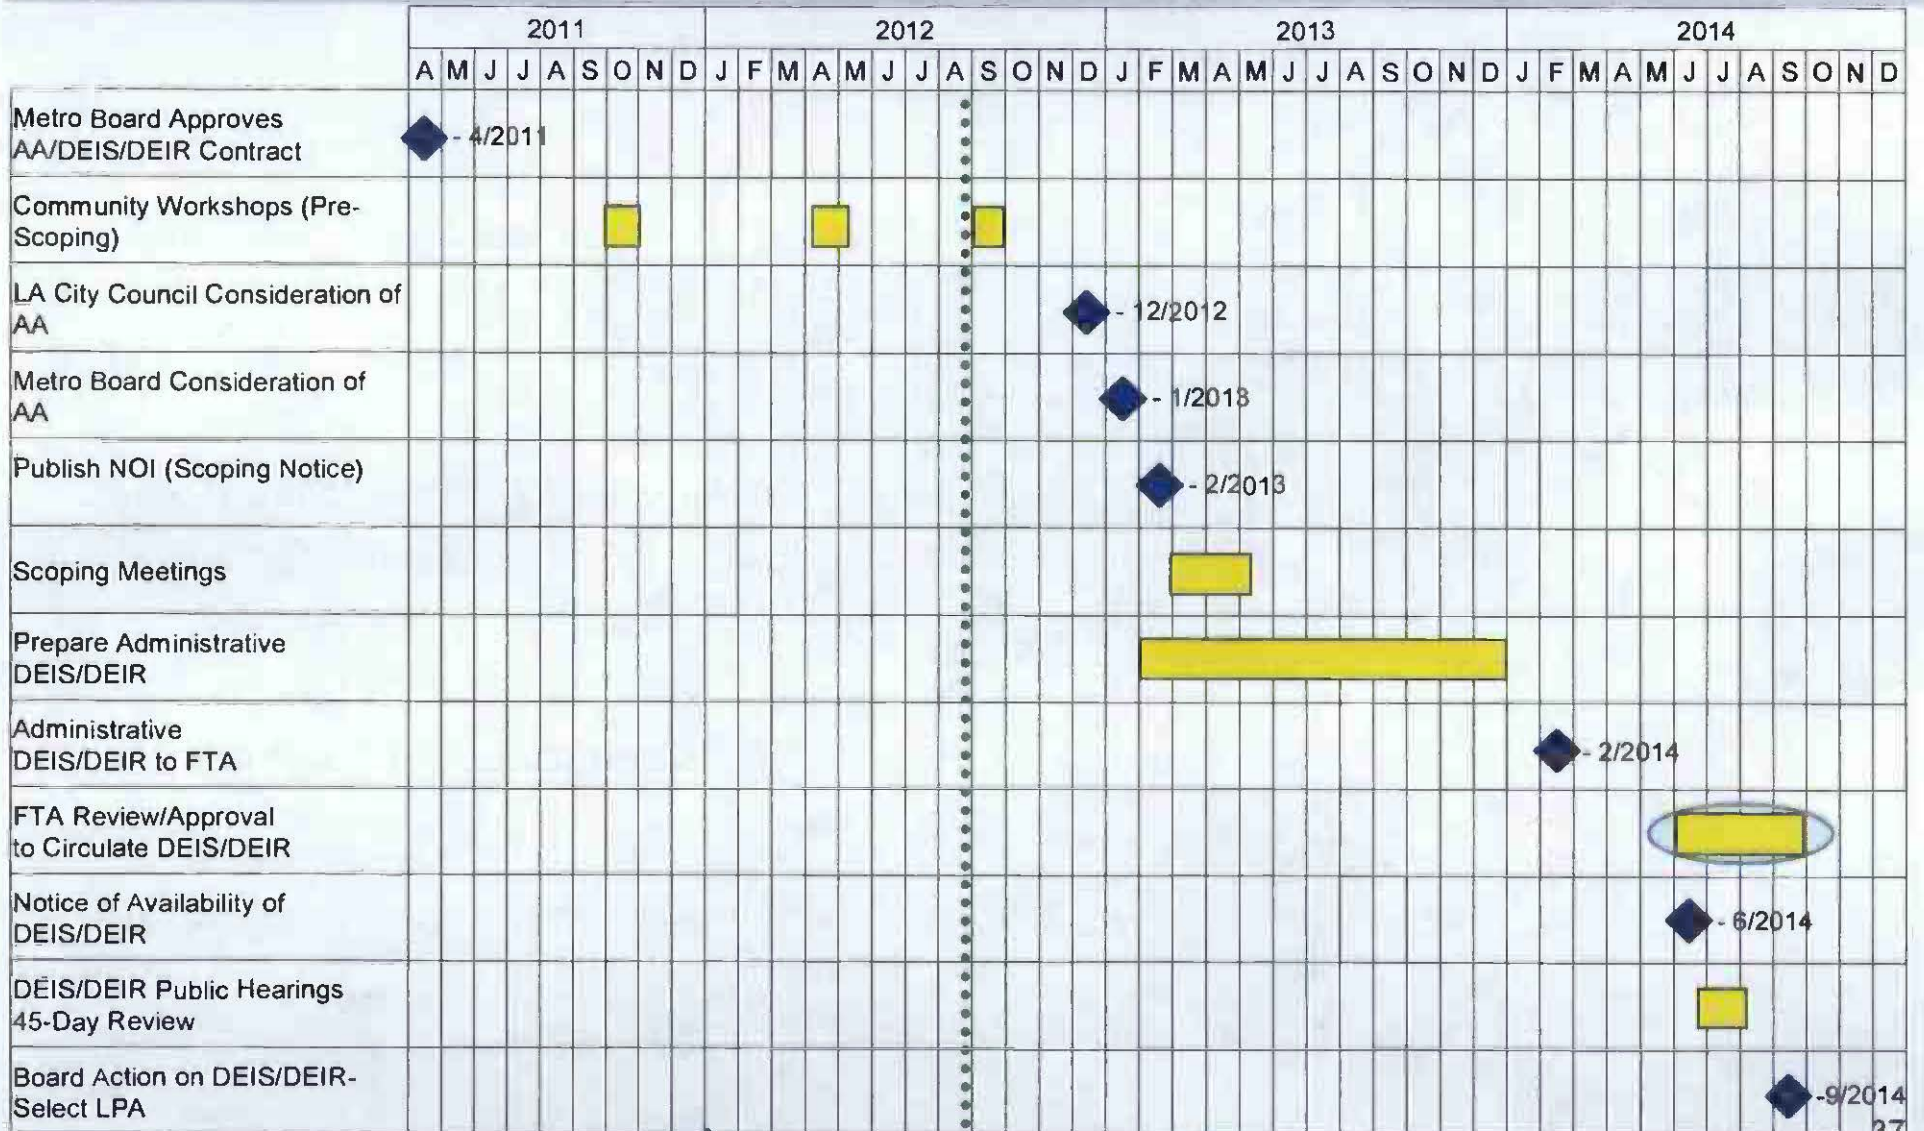 2011 2012 2013 2014
A M J J A S O N D J F M A M J J A S O N D J F M A M J J A S O N D J F M A M J J A S O N D
Metro Board Approves
AA/DEIS/DEIR Contract
- 4/2011
Community Workshops (Pre-
Scoping)
LA City Council Consideration of
AA
- 12/2012
Metro Board Consideration of
AA
- 1/2013
Publish NOI (Scoping Notice)
- 2/2013
Scoping Meetings
Prepare Administrative
DEIS/DEIR
Administrative
DEIS/DEIR to FTA
- 2/2014
FTA Review/Approval
to Circulate DEIS/DEIR
Notice of Availability of
DEIS/DEIR
- 6/2014
DEIS/DEIR Public Hearings
45-Day Review
Board Action on DEIS/DEIR-
Select LPA
-9/2014
27